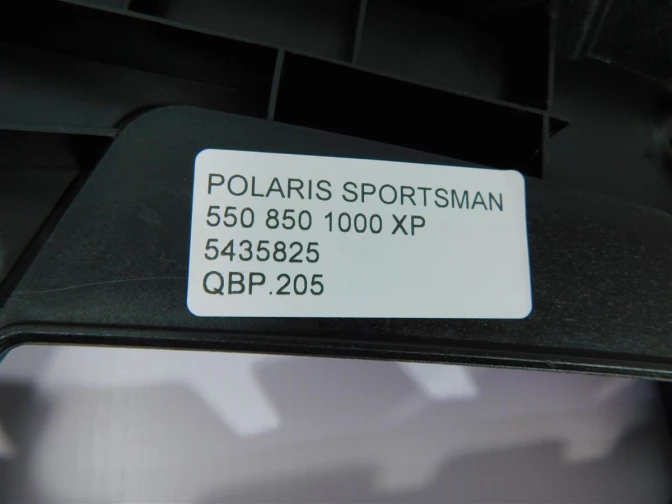 POLARIS SPORTSMAN
550 850 1000 XP
5435825
QBP.205